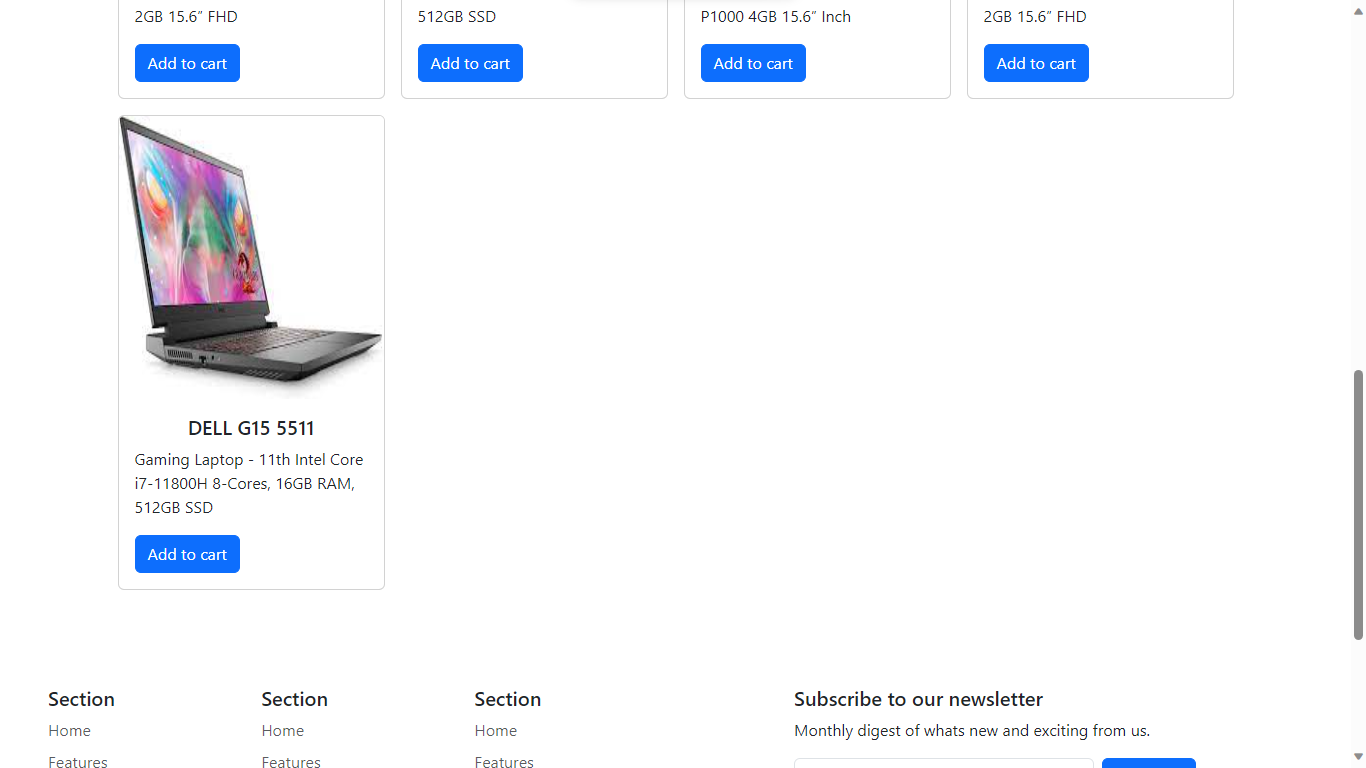 2GB 15.6” FHD
512GB SSD
P1000 4GB 15.6” Inch
2GB 15.6” FHD
Add to cart
Add to cart
Add to cart
Add to cart
DELL G15 5511
Gaming Laptop - 11th Intel Core
i7-11800H 8-Cores, 16GB RAM,
512GB SSD
Add to cart
Section
Section
Section
Subscribe to our newsletter
Home
Home
Home
Monthly digest of whats new and exciting from us.
Features
Features
Features